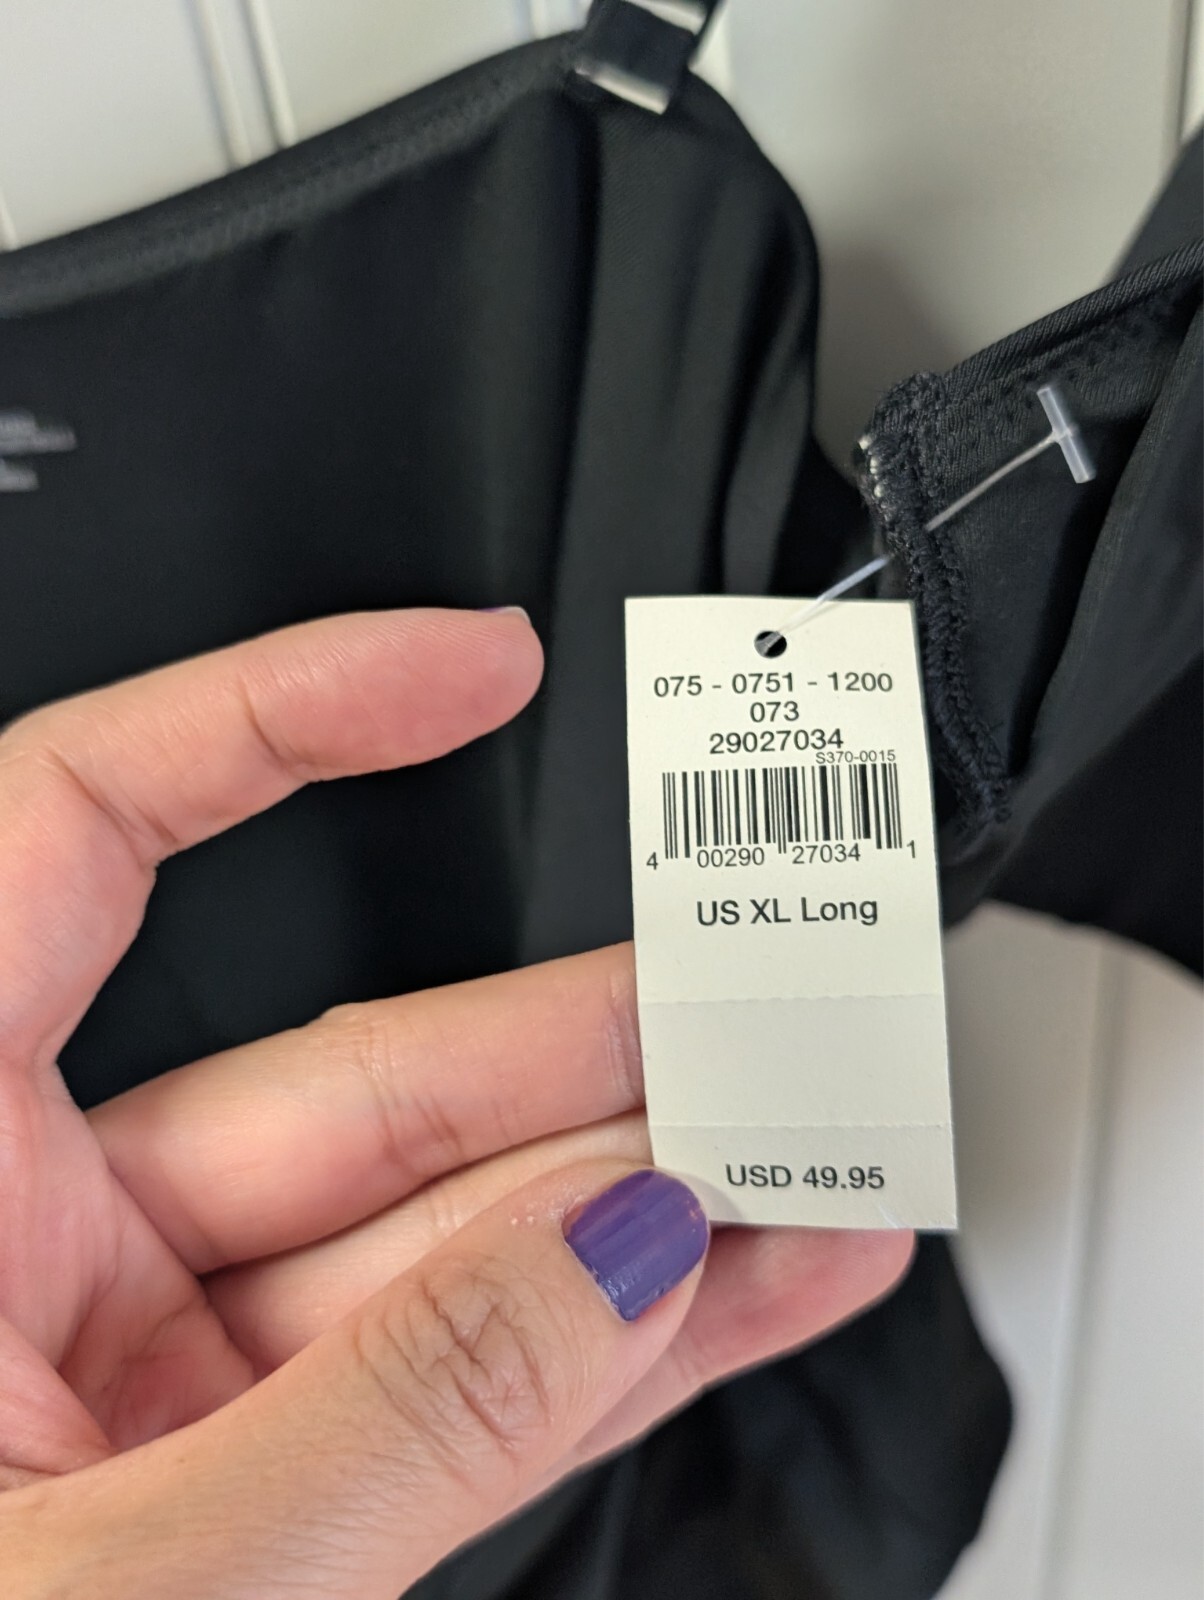 075 - 0751 - 1200
073
29027034
S370-0015
4 00290 27034 1
US XL Long
USD 49.95